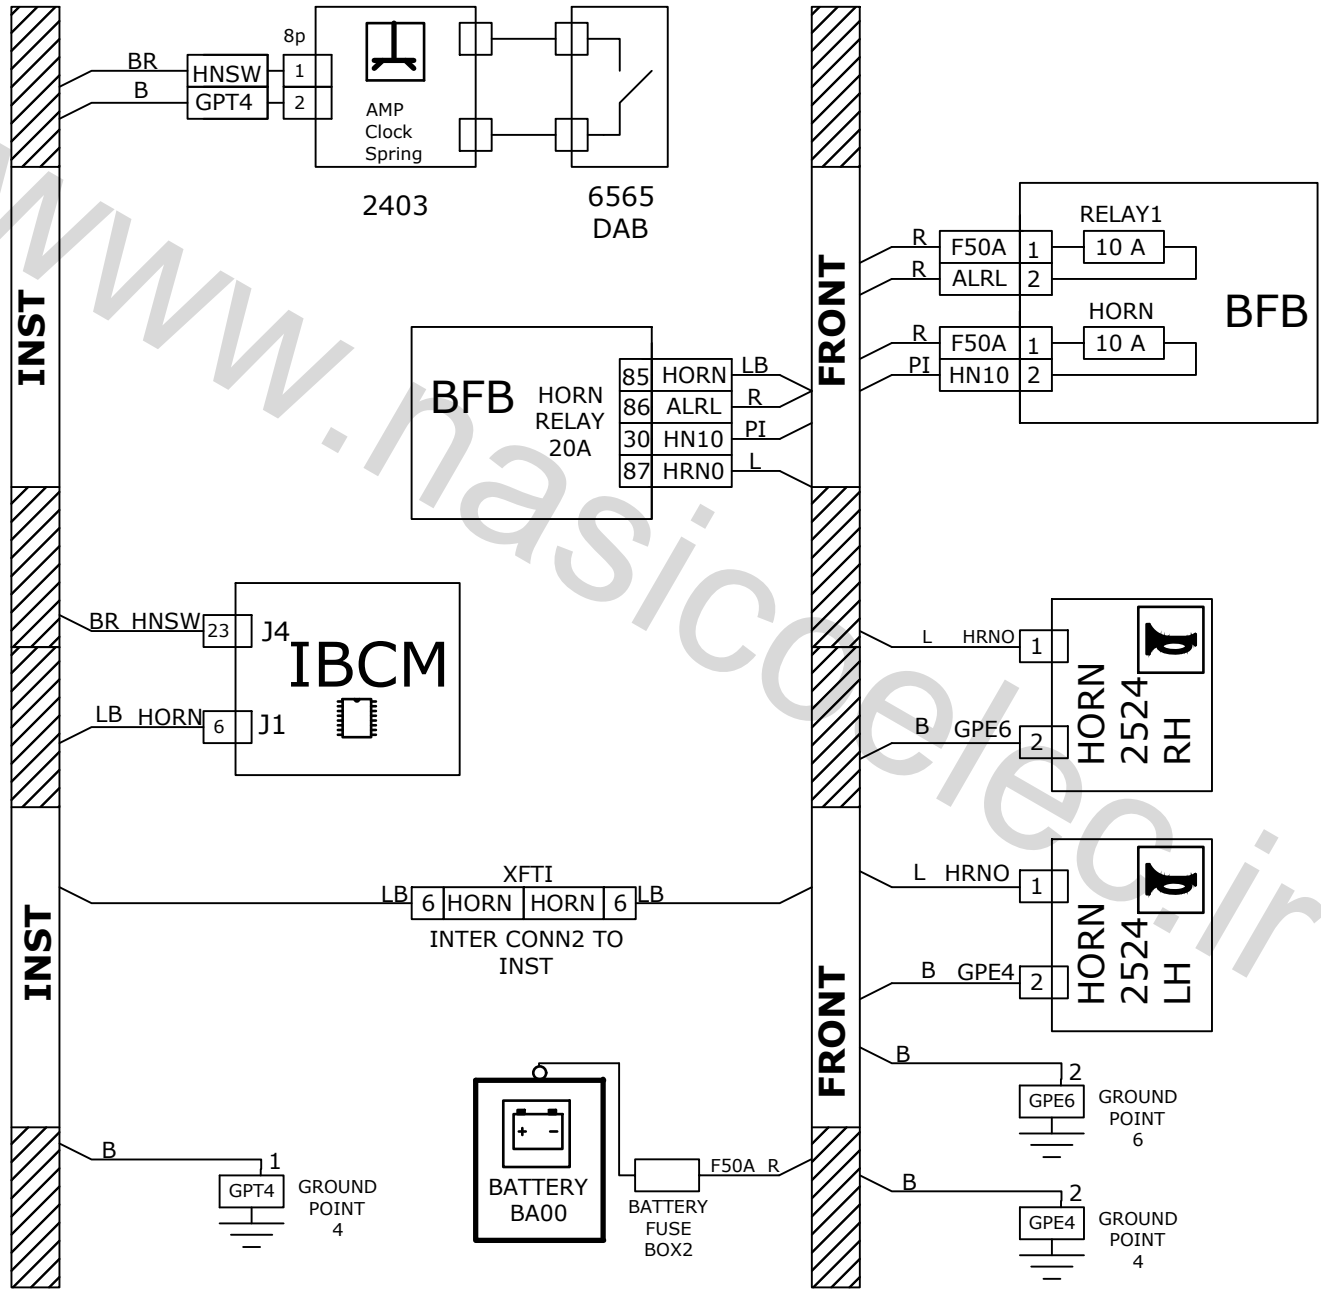 BR
B
HNSW
GPT4
8p
1
2
AMP
Clock
Spring
2403
6565
DAB
INST
FRONT
R
R
F50A
ALRL
1
2
RELAY1
10 A
R
PI
F50A
HN10
1
2
HORN
10 A
BFB
BFB
HORN
RELAY
20A
85 HORN LB
86 ALRL R
30 HN10 PI
87 HRN0 L
BR HNSW 23 J4
IBCM
LB HORN 6 J1
L HRNO 1
B GPE6 2
HORN
2524
RH
L HRNO 1
B GPE4 2
HORN
2524
LH
XFTI
LB 6 HORN HORN 6 LB
INTER CONN2 TO
INST
INST
FRONT
B
1
GPT4
GROUND
POINT
4
BATTERY
BA00
+ -
F50A R
BATTERY
FUSE
BOX2
B
2
GPE6
GROUND
POINT
6
B
2
GPE4
GROUND
POINT
4
www.nasicoelec.ir